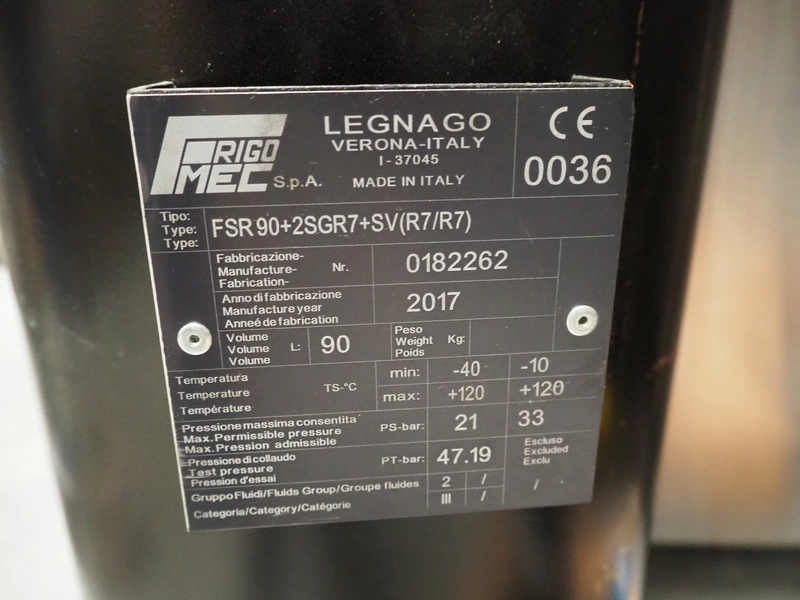 FRIGO
MEC S.p.A.
LEGNAGO
VERONA-ITALY
I-37045
MADE IN ITALY
CE
0036
Tipo:
Type:
Type:
FSR 90+2SGR7+SV(R7/R7)
Fabbricazione-
Manufacture-
Fabrication-
Nr.
0182262
Anno di fabbricazione
Manufacture year
Anneé de fabrication
2017
Volume
Volume
Volume
L:
90
Peso
Weight
Poids
Kg:
Temperatura
Temperature
Température
TS-°C
min: -40 -10
max: +120 +120
Pressione massima consentita
Max. Permissible pressure
Max. Pression admissible
PS-bar: 21 33
Pressione di collaudo
Test pressure
Pression d'essai
PT-bar: 47.19
Escluso
Excluded
Exclu
Gruppo Fluidi/Fluids Group/Groupe fluides 2 / /
Categoria/Category/Catégorie III /